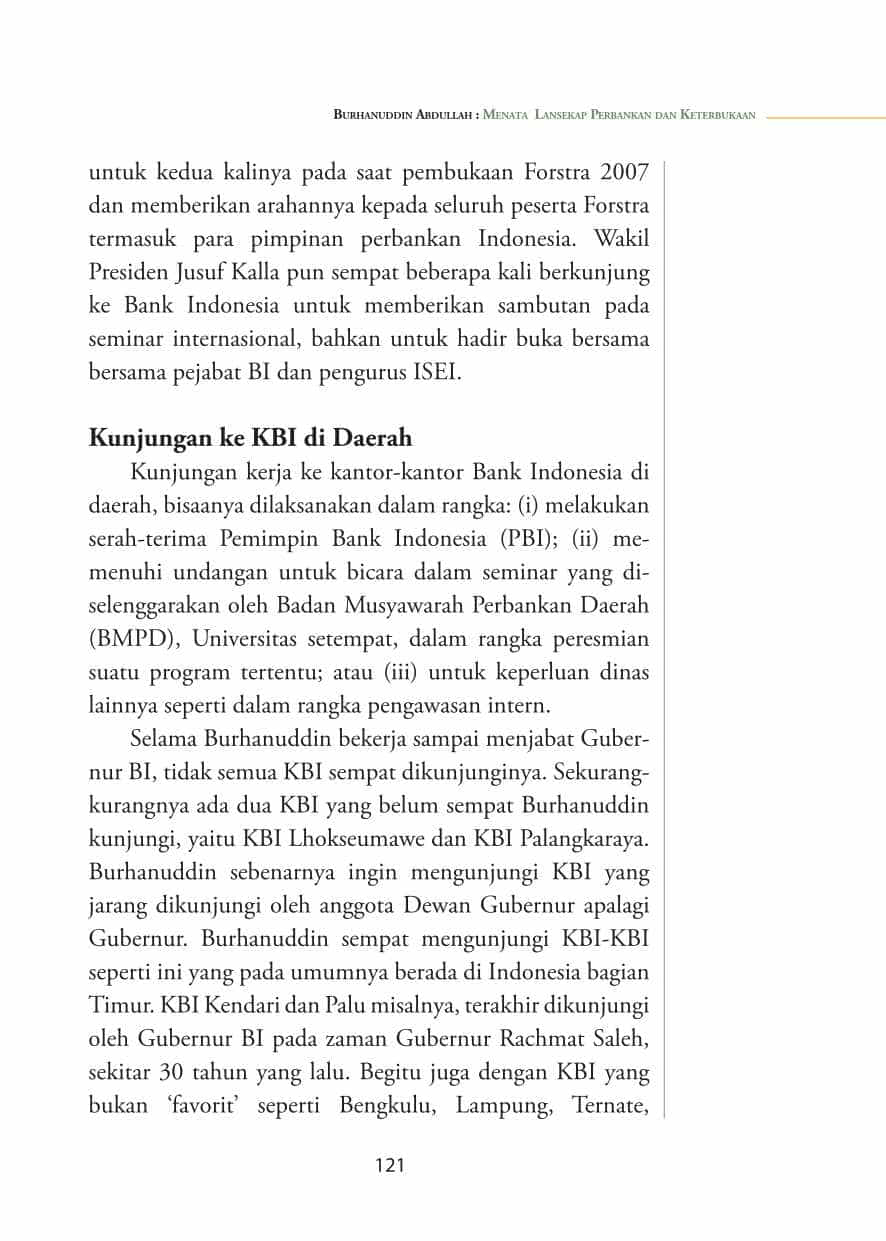 Burhanuddin Abdullah : Menata Lansekap Perbankan dan Keterbukaan
untuk kedua kalinya pada saat pembukaan Forstra 2007
dan memberikan arahannya kepada seluruh peserta Forstra
termasuk para pimpinan perbankan Indonesia. Wakil
Presiden Jusuf Kalla pun sempat beberapa kali berkunjung
ke Bank Indonesia untuk memberikan sambutan pada
seminar internasional, bahkan untuk hadir buka bersama
bersama pejabat BI dan pengurus ISEI.
Kunjungan ke KBI di Daerah
Kunjungan kerja ke kantor-kantor Bank Indonesia di
daerah, bisaanya dilaksanakan dalam rangka: (i) melakukan
serah-terima Pemimpin Bank Indonesia (PBI); (ii) me-
menuhi undangan untuk bicara dalam seminar yang di-
selenggarakan oleh Badan Musyawarah Perbankan Daerah
(BMPD), Universitas setempat, dalam rangka peresmian
suatu program tertentu; atau (iii) untuk keperluan dinas
lainnya seperti dalam rangka pengawasan intern.
Selama Burhanuddin bekerja sampai menjabat Guber-
nur BI, tidak semua KBI sempat dikunjunginya. Sekurang-
kurangnya ada dua KBI yang belum sempat Burhanuddin
kunjungi, yaitu KBI Lhokseumawe dan KBI Palangkaraya.
Burhanuddin sebenarnya ingin mengunjungi KBI yang
jarang dikunjungi oleh anggota Dewan Gubernur apalagi
Gubernur. Burhanuddin sempat mengunjungi KBI-KBI
seperti ini yang pada umumnya berada di Indonesia bagian
Timur. KBI Kendari dan Palu misalnya, terakhir dikunjungi
oleh Gubernur BI pada zaman Gubernur Rachmat Saleh,
sekitar 30 tahun yang lalu. Begitu juga dengan KBI yang
bukan ‘favorit’ seperti Bengkulu, Lampung, Ternate,
121